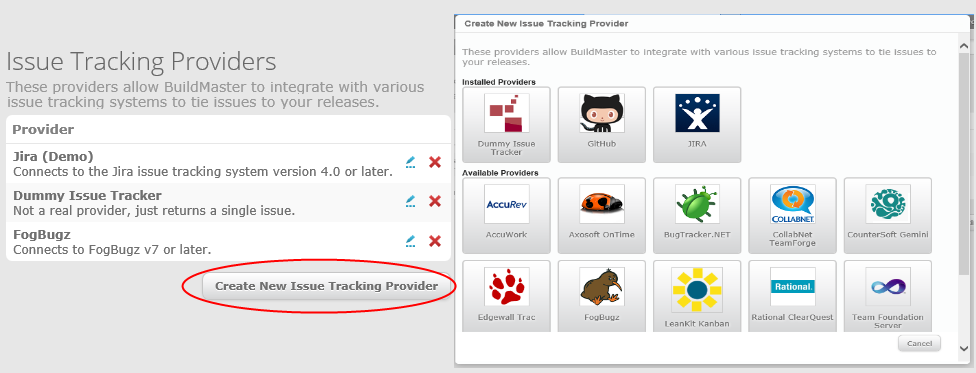 Issue Tracking Providers
These providers allow BuildMaster to integrate with various
issue tracking systems to tie issues to your releases.
Provider
Jira (Demo)
Connects to the Jira issue tracking system version 4.0 or later.
Dummy Issue Tracker
Not a real provider, just returns a single issue.
FogBugz
Connects to FogBugz v7 or later.
Create New Issue Tracking Provider
Create New Issue Tracking Provider
These providers allow BuildMaster to integrate with various issue tracking systems to tie issues to
your releases.
Installed Providers
Dummy Issue
Tracker
GitHub
JIRA
Available Providers
ACCUREV
AccuWork
Axosoft OnTime
BugTracker.NET
COLLABNET
CollabNet
TeamForge
CounterSoft Gemini
Edgewall Trac
FogBugz
LeanKit Kanban
Rational.
Rational ClearQuest
Team Foundation
Server
Cancel